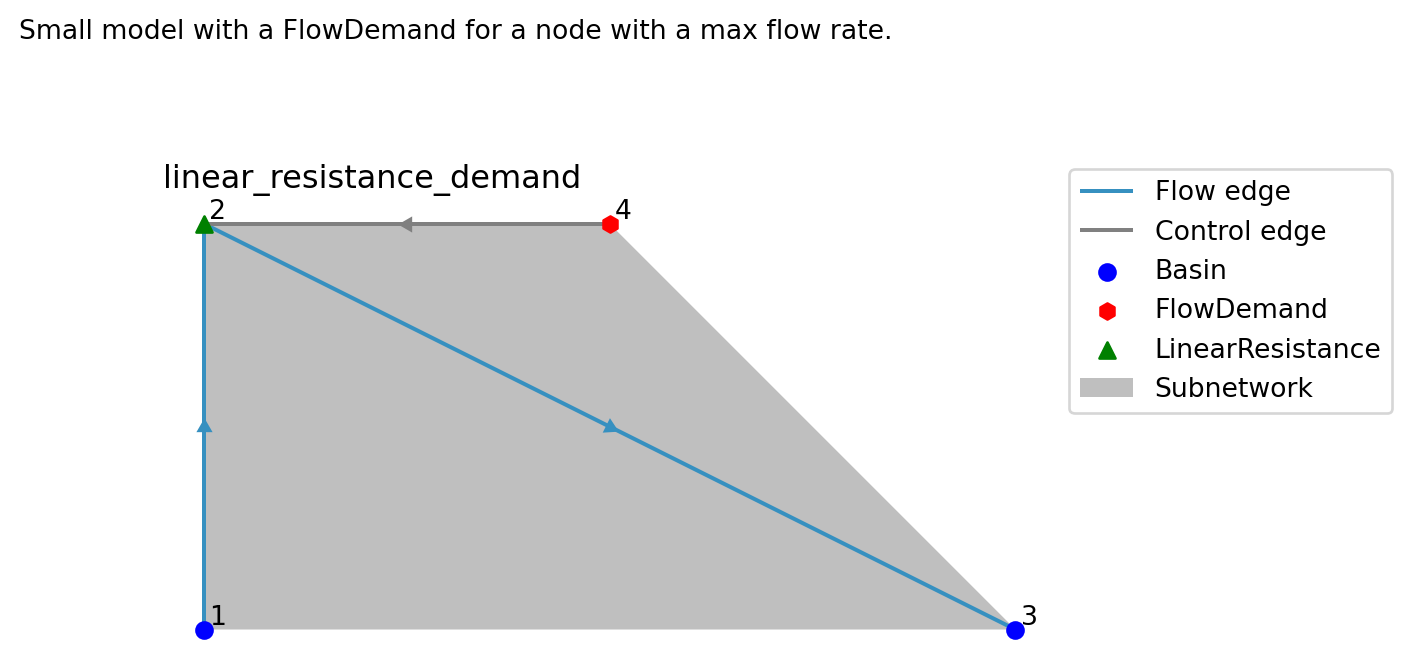 Small model with a FlowDemand for a node with a max flow rate.
linear_resistance_demand
2
4
1
3
Flow edge
Control edge
Basin
FlowDemand
LinearResistance
Subnetwork